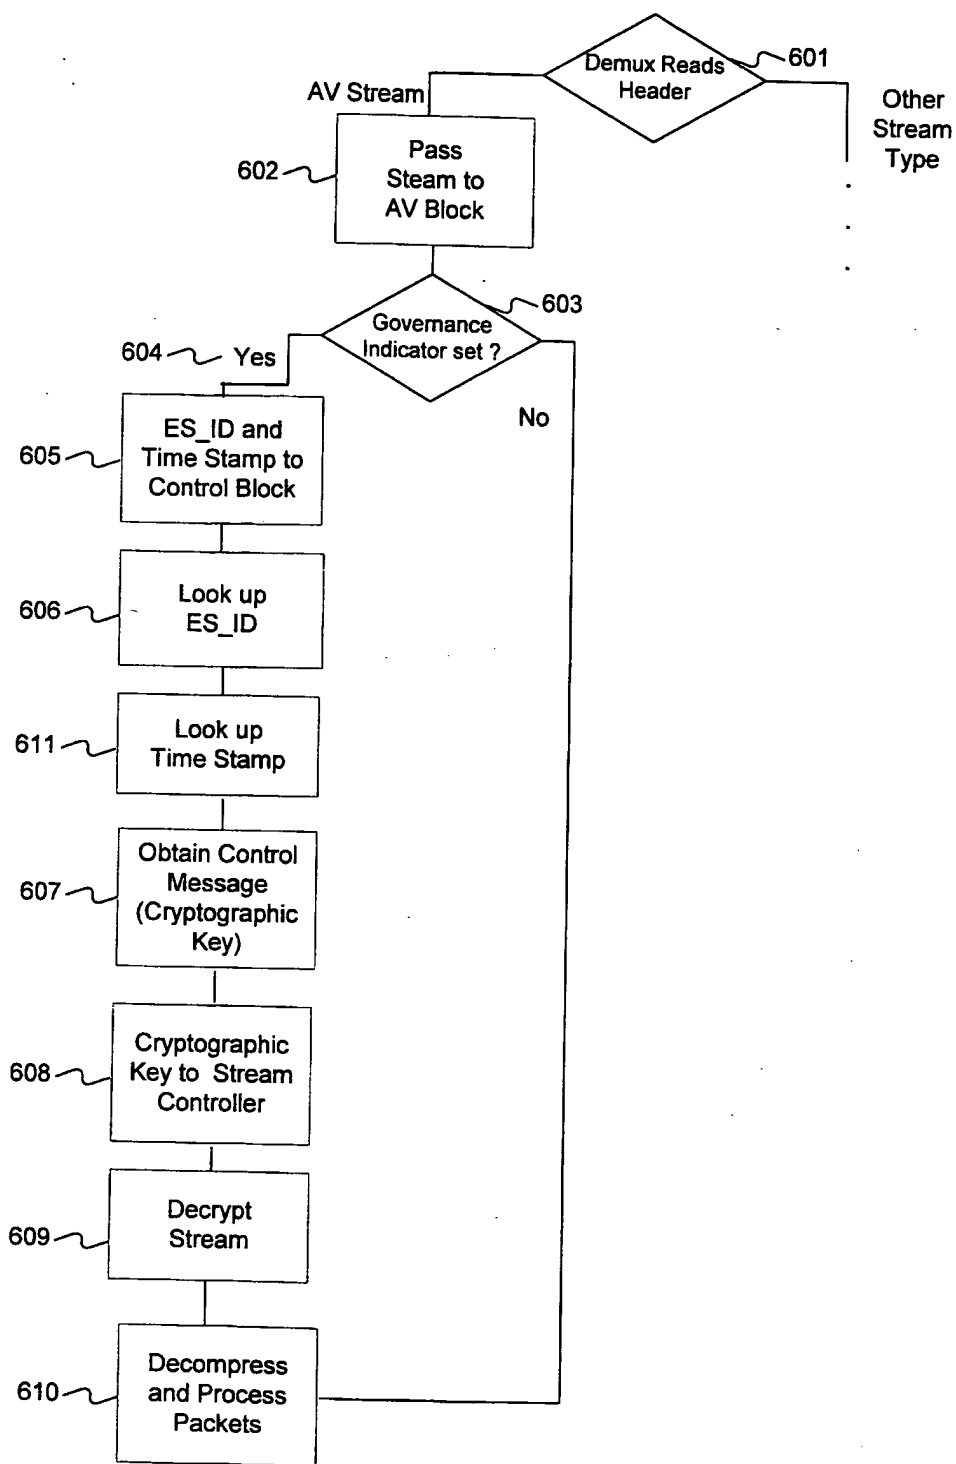 Demux Reads
Header
601
AV Stream
Other
Stream
Type
602
Pass
Steam to
AV Block
603
Governance
Indicator set ?
604
Yes
No
605
ES_ID and
Time Stamp to
Control Block
606
Look up
ES_ID
611
Look up
Time Stamp
607
Obtain Control
Message
(Cryptographic
Key)
608
Cryptographic
Key to Stream
Controller
609
Decrypt
Stream
610
Decompress
and Process
Packets